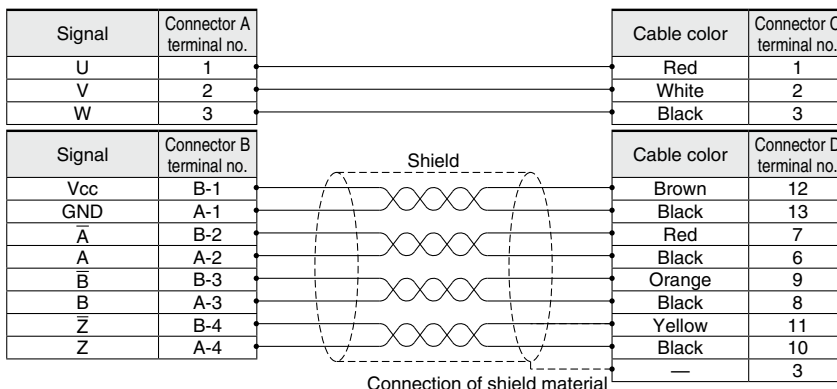 Signal Connector A terminal no. Cable color Connector C terminal no.
U 1 Red 1
V 2 White 2
W 3 Black 3
Signal Connector B terminal no. Shield Cable color Connector D terminal no.
Vcc B-1 Brown 12
GND A-1 Black 13
A̅ B-2 Red 7
A A-2 Black 6
B̅ B-3 Orange 9
B A-3 Black 8
Z̅ B-4 Yellow 11
Z A-4 Black 10
— 3
Connection of shield material